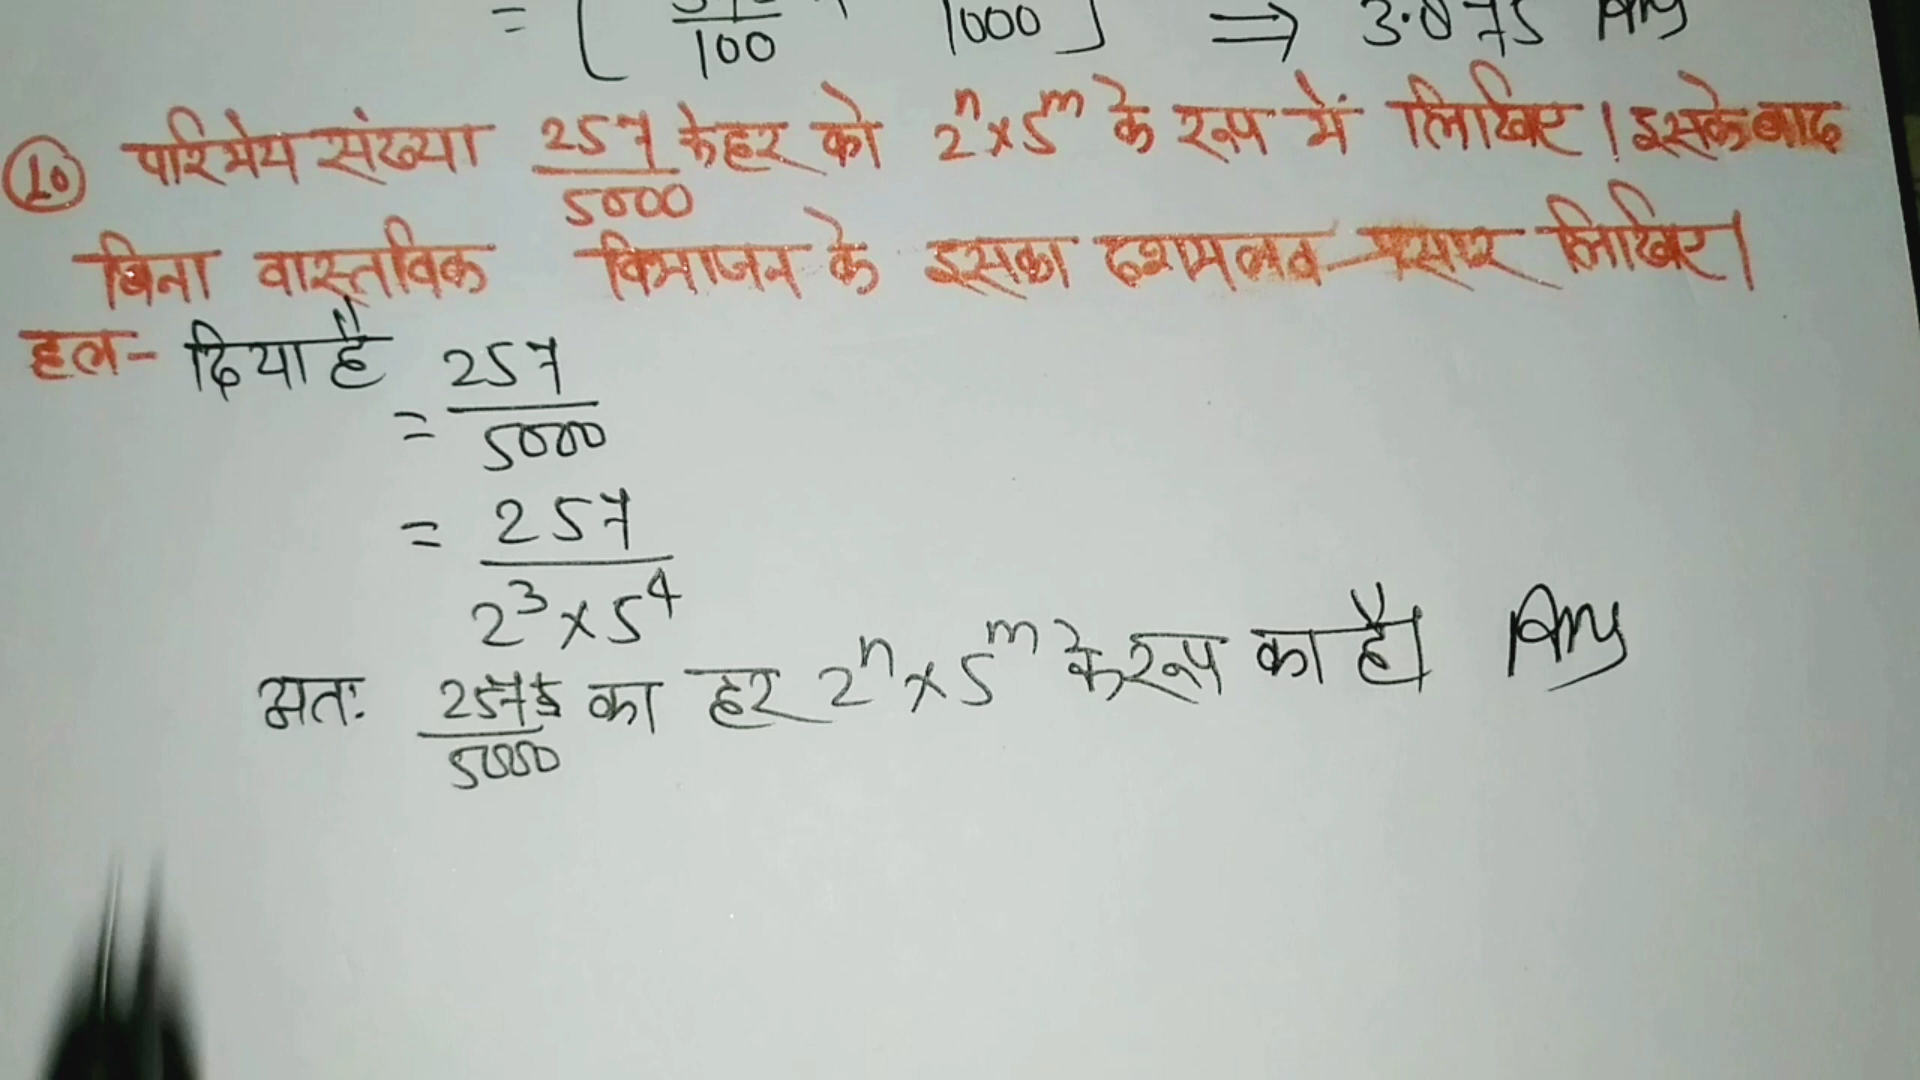 = [ 100 1000 ] ⇒ 3.875 Ans
10 परिमेय संख्या 257/5000 के हर को 2ⁿ×5ᵐ के रूप में लिखिए। इसके बाद
बिना वास्तविक विभाजन के इसका दशमलव प्रसार लिखिए।
हल- दिया है
= 257/5000
= 257/2³×5⁴
अतः 257/5000 का हर 2ⁿ×5ᵐ के रूप का है। Ans